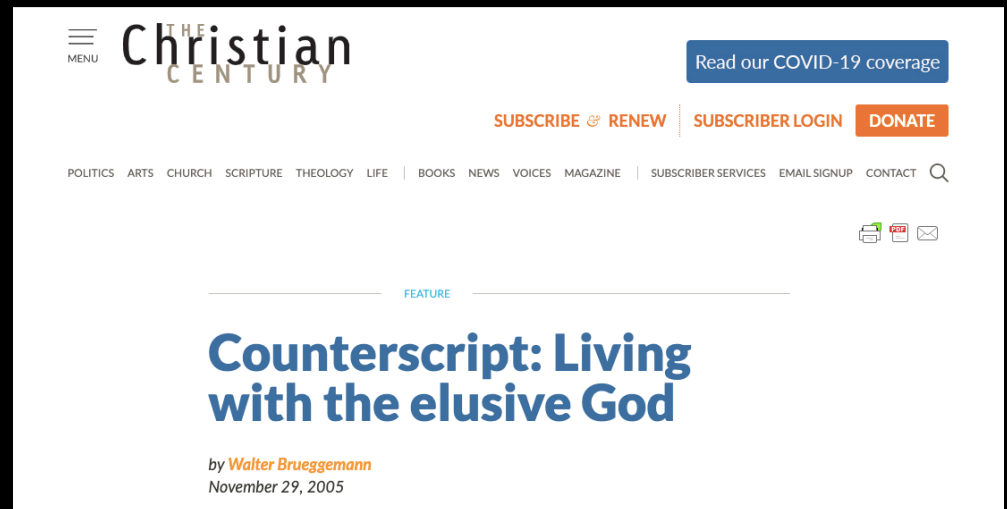 MENU
THE
Christian
CENTURY
Read our COVID-19 coverage
SUBSCRIBE & RENEW SUBSCRIBER LOGIN DONATE
POLITICS ARTS CHURCH SCRIPTURE THEOLOGY LIFE BOOKS NEWS VOICES MAGAZINE SUBSCRIBER SERVICES EMAIL SIGNUP CONTACT
PDF
FEATURE
Counterscript: Living
with the elusive God
by Walter Brueggemann
November 29, 2005